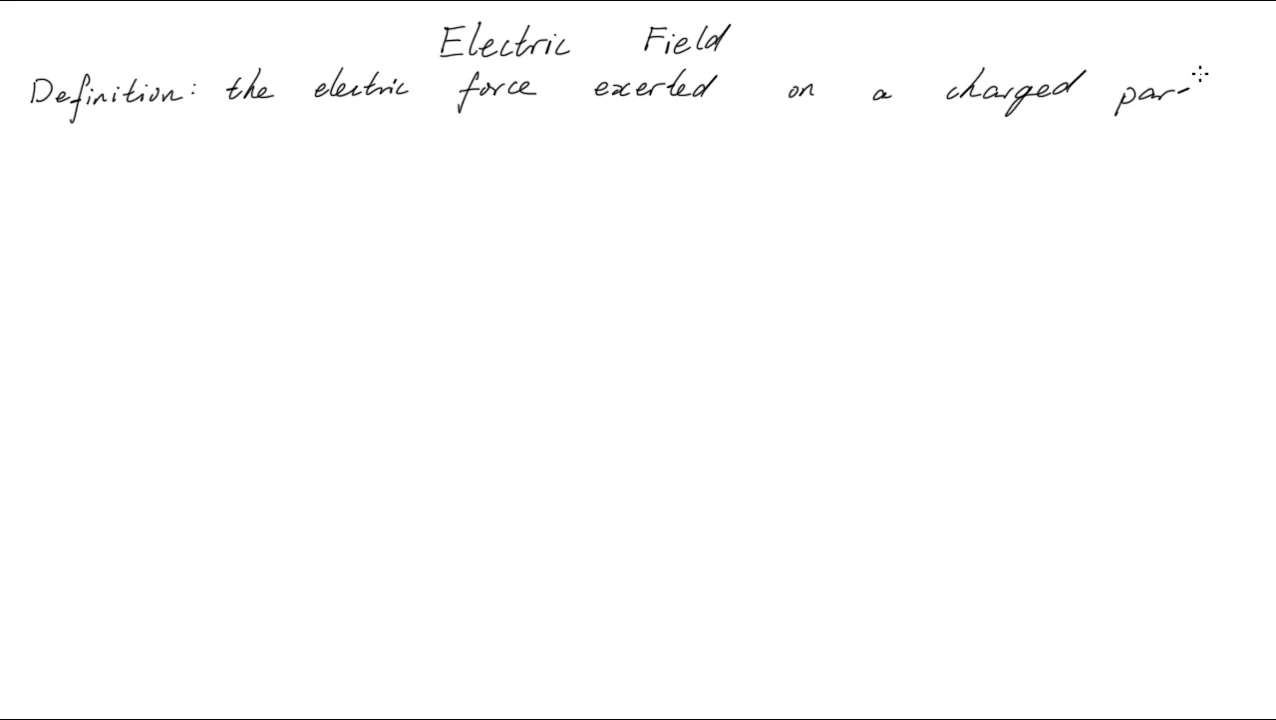 Electric Field
Definition: the electric force exerted on a charged par-